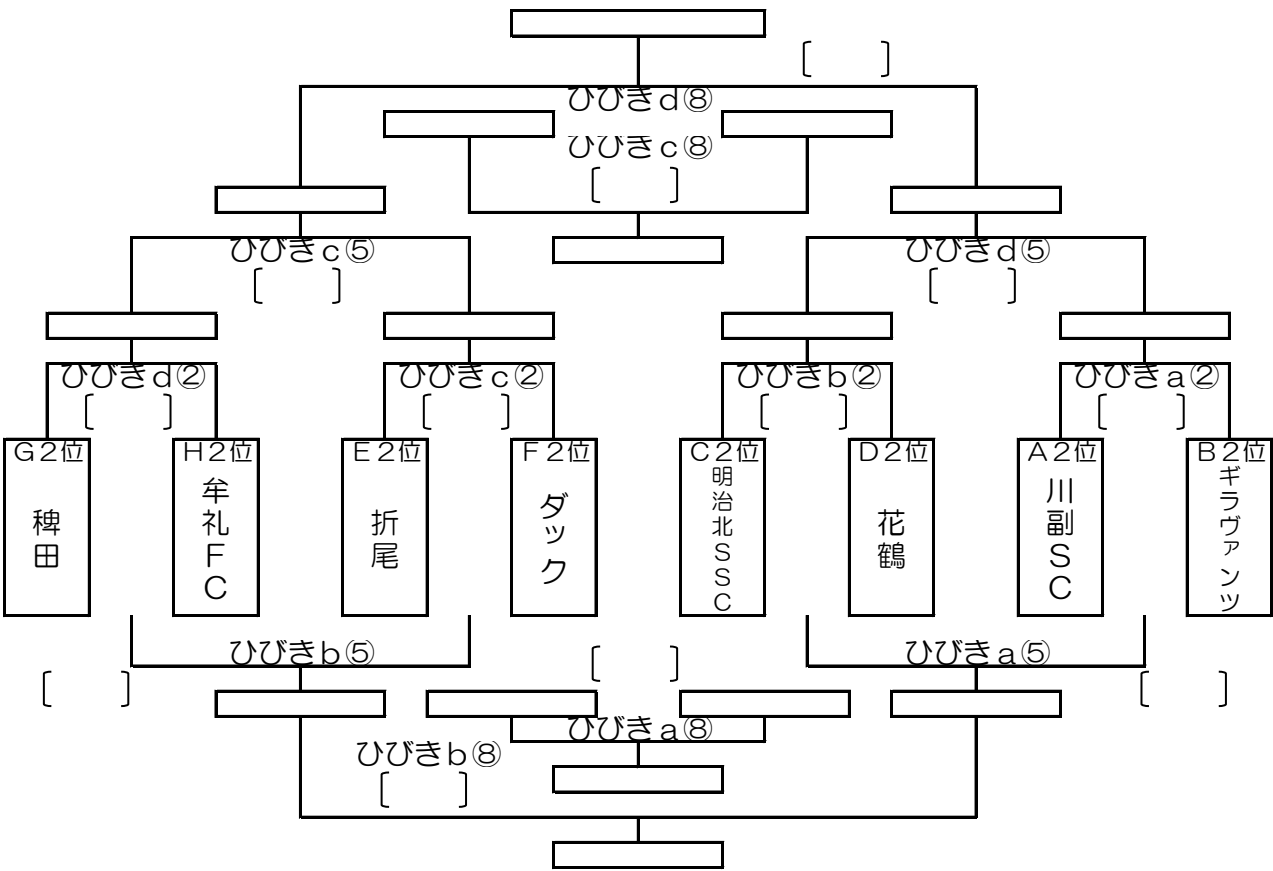 ひびきd⑧
ひびきc⑧
ひびきc⑤
ひびきd⑤
ひびきd②
ひびきc②
ひびきb②
ひびきa②
G2位
稗田
H2位
牟礼FC
E2位
折尾
F2位
ダック
C2位
明治北SSC
D2位
花鶴
A2位
川副SC
B2位
ギラヴァンツ
ひびきb⑤
ひびきa⑤
ひびきa⑧
ひびきb⑧